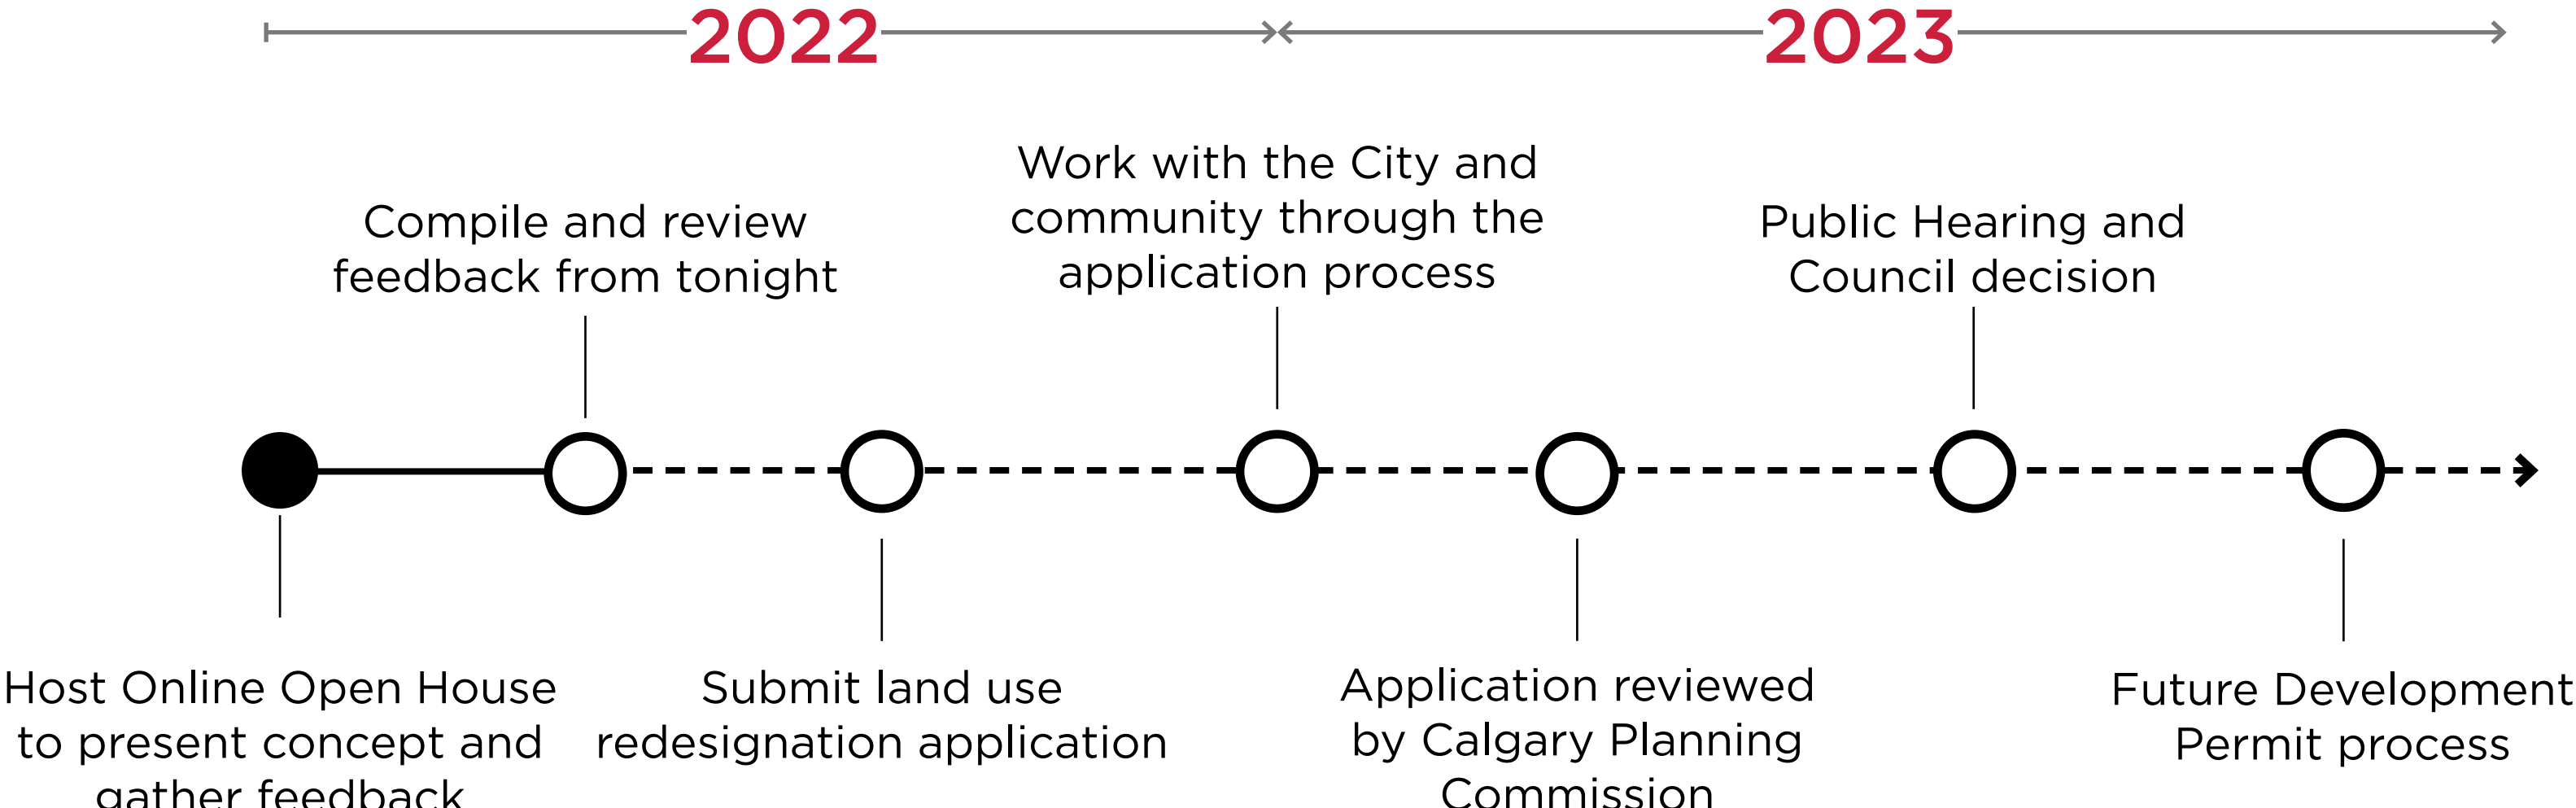 2022
2023
Work with the City and
community through the
application process
Compile and review
feedback from tonight
Public Hearing and
Council decision
Host Online Open House
to present concept and
gather feedback
Submit land use
redesignation application
Application reviewed
by Calgary Planning
Commission
Future Development
Permit process